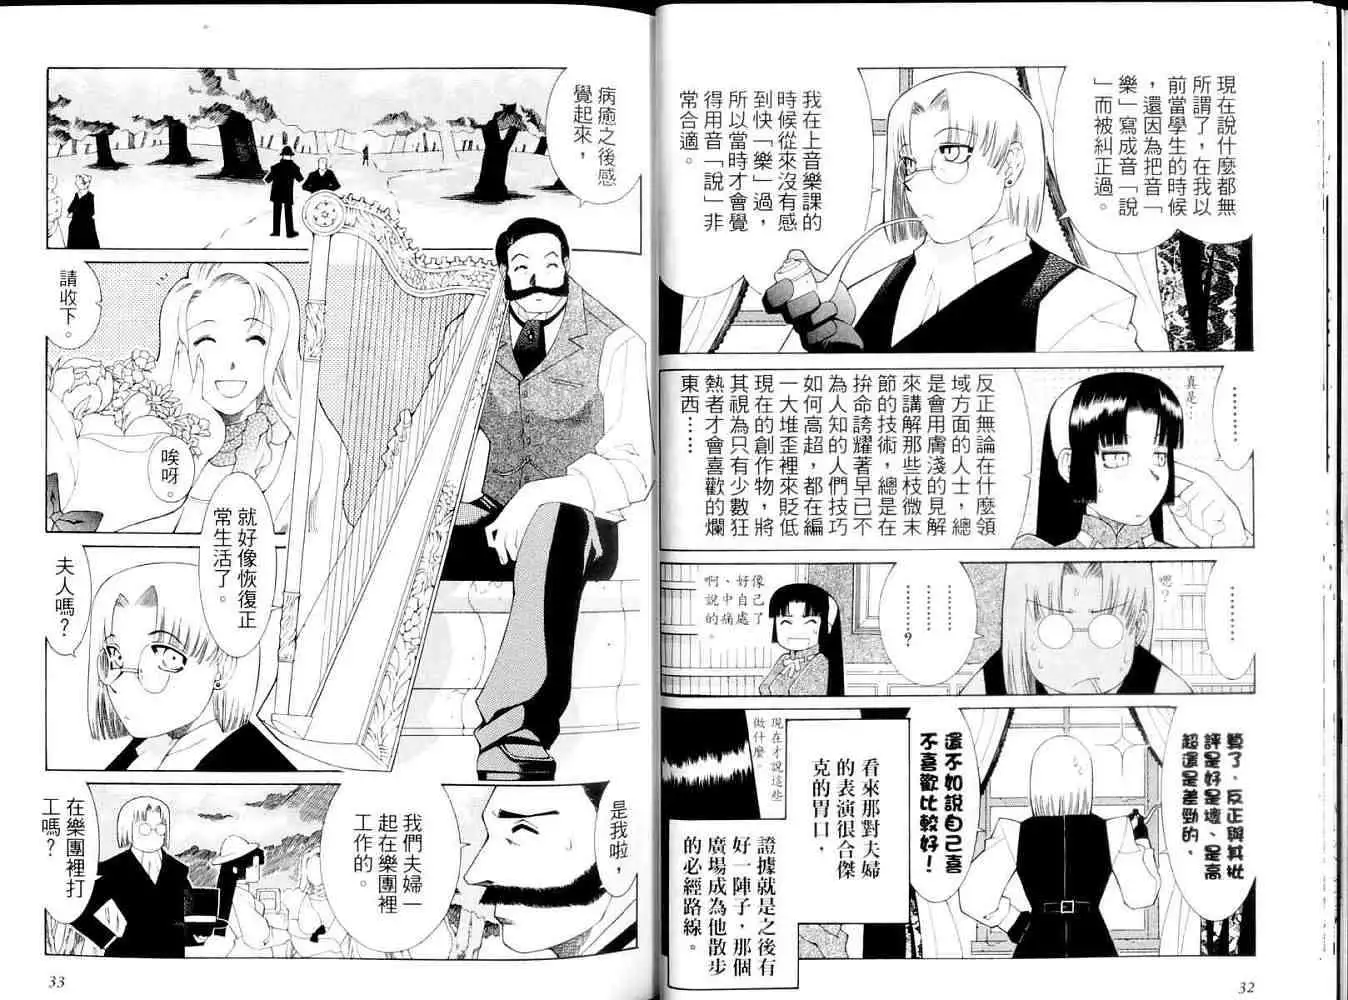 現在說什麼都無
所謂了，在我以
前當學生的時候
，還因為把音「
樂」寫成音「說
」而被糾正過。
我在上音樂課的
時候從來沒有感
到快「樂」過，
所以當時才會覺
得用音「說」非
常合適。
………
真是…
反正無論在什麼領
域方面的人士，總
是會用膚淺的見解
來講解那些枝微末
節的技術，總是在
拚命誇耀著早已不
為人知的人們技巧
如何高超，都在編
一大堆歪裡來貶低
現在的創作物，將
其視為只有少數狂
熱者才會喜歡的爛
東西……
………
嗯？
………
………？
像自己
好中處了
啊、痛
說的。
算了，反正與其批
評是好是壞、是高
超還是差勁的，
還不如說自己喜
不喜歡比較好！
現在才說這些
做什麼。
看來那對夫婦
的表演很合傑
克的胃口，
證據就是之後有
好一陣子，那個
廣場成為他散步
的必經路線。
32
病癒之後感
覺起來，
請收下。
唉呀。
就好像恢復正
常生活了。
夫人嗎？
是我啦，
我們夫婦一
起在樂團裡
工作的。
在樂團裡打
工嗎？
33